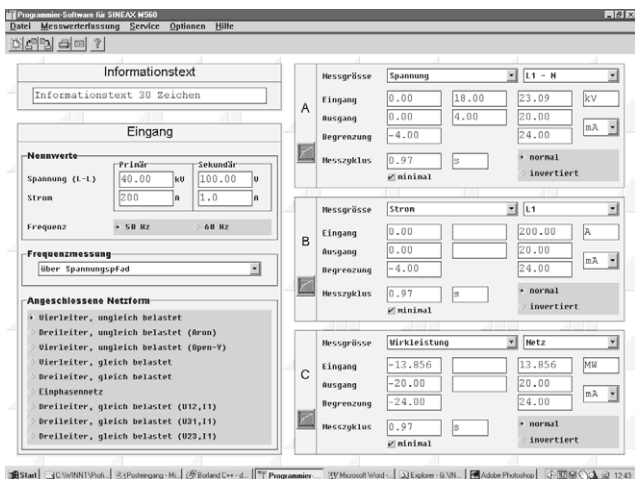 Programmier-Software für SINEAX M560
Datei Messwerterfassung Service Optionen Hilfe
Informationstext
Informationstext 30 Zeichen
Eingang
Nennwerte
Primär Sekundär
Spannung (L-L) 40.00 kV 100.00 V
Strom 200 A 1.0 A
Frequenz 50 Hz 60 Hz
Frequenzmessung
über Spannungspfad
Angeschlossene Netzform
Vierleiter, ungleich belastet
Dreileiter, ungleich belastet (Aron)
Vierleiter, ungleich belastet (Open-Y)
Vierleiter, gleich belastet
Dreileiter, gleich belastet
Einphasennetz
Dreileiter, gleich belastet (U12,I1)
Dreileiter, gleich belastet (U31,I1)
Dreileiter, gleich belastet (U23,I1)
A
Messgrösse Spannung L1 - N
Eingang 0.00 18.00 23.09 kV
Ausgang 0.00 4.00 20.00 mA
Begrenzung -4.00 24.00
Messzyklus 0.97 s normal
minimal invertiert
B
Messgrösse Strom L1
Eingang 0.00 200.00 A
Ausgang 0.00 20.00 mA
Begrenzung -4.00 24.00
Messzyklus 0.97 s normal
minimal invertiert
C
Messgrösse Wirkleistung Netz
Eingang -13.856 13.856 MW
Ausgang -20.00 20.00 mA
Begrenzung -24.00 24.00
Messzyklus 0.97 s normal
minimal invertiert
Start C:\WINNT\Profi... Posteingang - Mi... Borland C++ - d... Programmier-... Microsoft Word -... Explorer - G:\IN... Adobe Photoshop 12:43